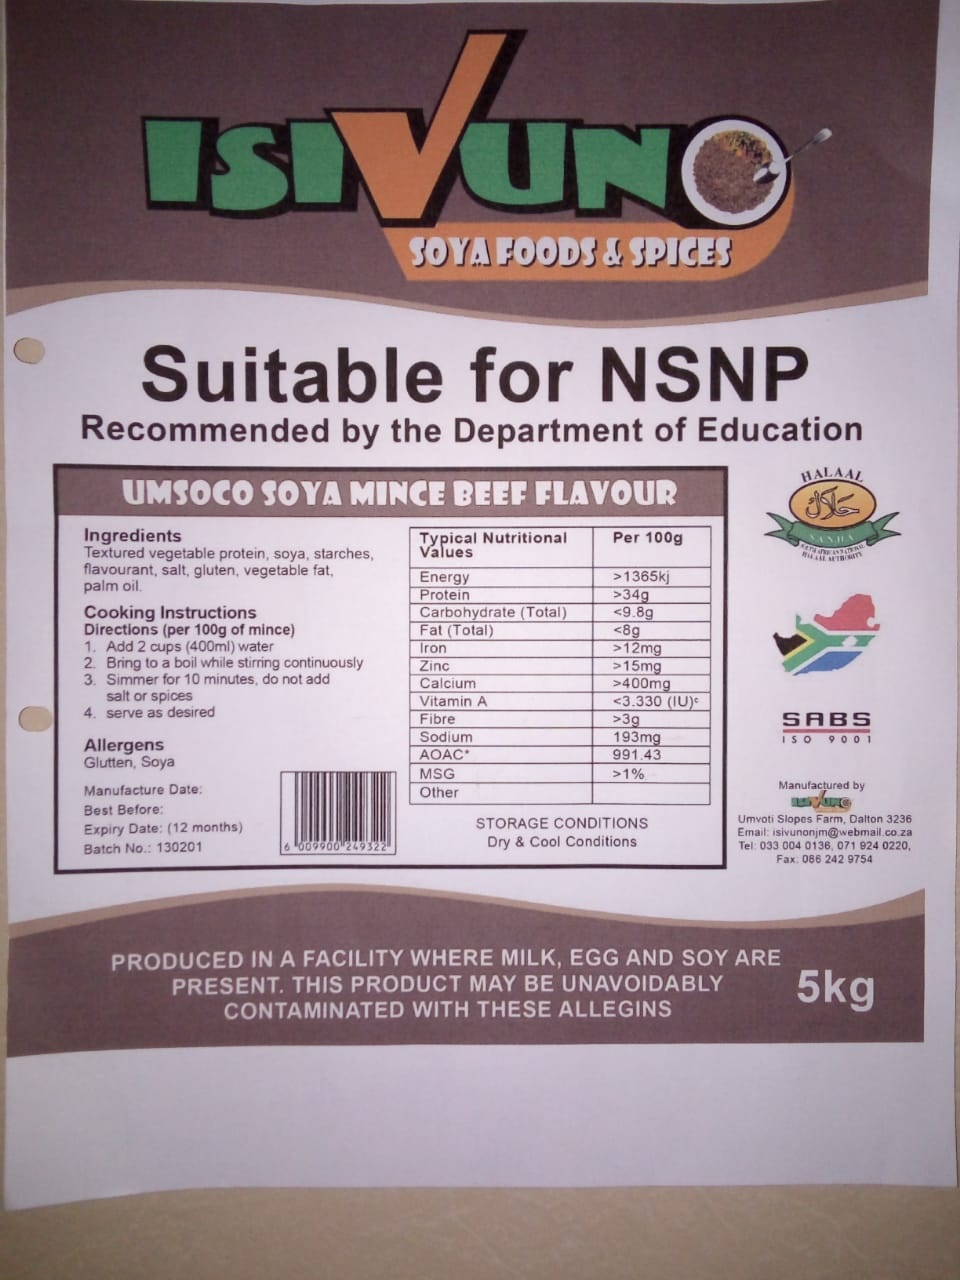 ISIVUNO
SOYA FOODS & SPICES
Suitable for NSNP
Recommended by the Department of Education
UMSOCO SOYA MINCE BEEF FLAVOUR
Ingredients
Textured vegetable protein, soya, starches,
flavourant, salt, gluten, vegetable fat,
palm oil.
Cooking Instructions
Directions (per 100g of mince)
1. Add 2 cups (400ml) water
2. Bring to a boil while stirring continuously
3. Simmer for 10 minutes, do not add
salt or spices
4. serve as desired
Allergens
Glutten, Soya
Manufacture Date:
Best Before:
Expiry Date: (12 months)
Batch No.: 130201
6 009900 249322
Typical Nutritional Values Per 100g
Energy >1365kj
Protein >34g
Carbohydrate (Total) <9.8g
Fat (Total) <8g
Iron >12mg
Zinc >15mg
Calcium >400mg
Vitamin A <3.330 (IU)ᶜ
Fibre >3g
Sodium 193mg
AOAC* 991.43
MSG >1%
Other
STORAGE CONDITIONS
Dry & Cool Conditions
HALAAL
حلال
SANHA
SOUTH AFRICAN NATIONAL
HALAAL AUTHORITY
SABS
ISO 9001
Manufactured by
ISIVUNO
Umvoti Slopes Farm, Dalton 3236
Email: isivunonjm@webmail.co.za
Tel: 033 004 0136, 071 924 0220,
Fax: 086 242 9754
PRODUCED IN A FACILITY WHERE MILK, EGG AND SOY ARE
PRESENT. THIS PRODUCT MAY BE UNAVOIDABLY
CONTAMINATED WITH THESE ALLEGINS
5kg